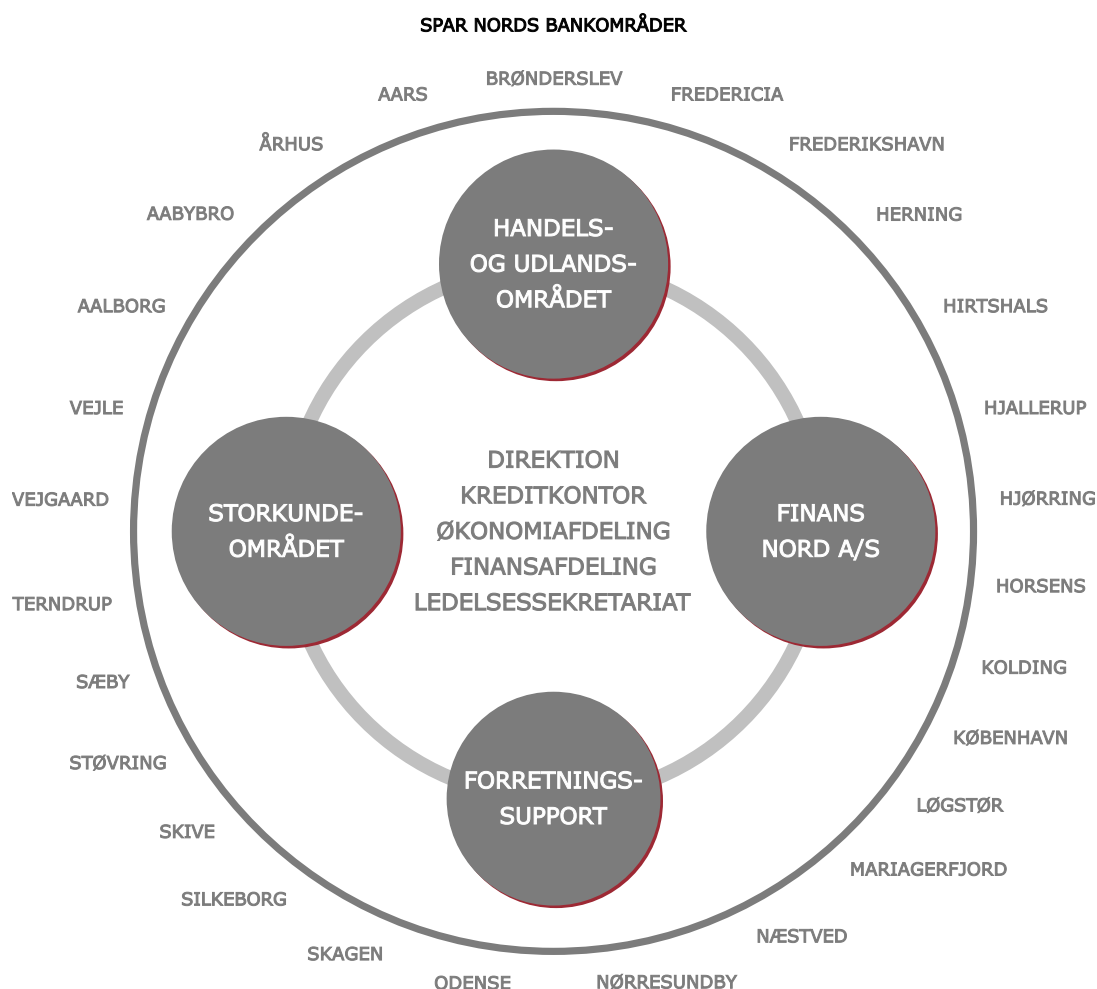 SPAR NORDS BANKOMRÅDER
BRØNDERSLEV
FREDERICIA
FREDERIKSHAVN
HERNING
HIRTSHALS
HJALLERUP
HJØRRING
HORSENS
KOLDING
KØBENHAVN
LØGSTØR
MARIAGERFJORD
NÆSTVED
NØRRESUNDBY
ODENSE
SKAGEN
SILKEBORG
SKIVE
STØVRING
SÆBY
TERNDRUP
VEJGAARD
VEJLE
AALBORG
AABYBRO
ÅRHUS
AARS
HANDELS-
OG UDLANDS-
OMRÅDET
STORKUNDE-
OMRÅDET
DIREKTION
KREDITKONTOR
ØKONOMIAFDELING
FINANSAFDELING
LEDELSESSEKRETARIAT
FINANS
NORD A/S
FORRETNINGS-
SUPPORT